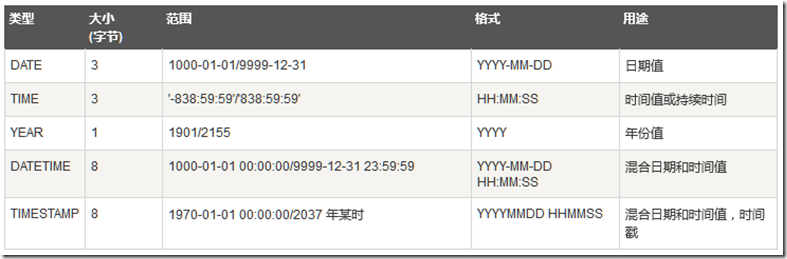 类型 大小 范围 格式 用途
(字节)
DATE 3 1000-01-01/9999-12-31 YYYY-MM-DD 日期值
TIME 3 '-838:59:59'/'838:59:59' HH:MM:SS 时间值或持续时间
YEAR 1 1901/2155 YYYY 年份值
DATETIME 8 1000-01-01 00:00:00/9999-12-31 23:59:59 YYYY-MM-DD 混合日期和时间值
HH:MM:SS
TIMESTAMP 8 1970-01-01 00:00:00/2037 年某时 YYYYMMDD HHMMSS 混合日期和时间值，时间
戳